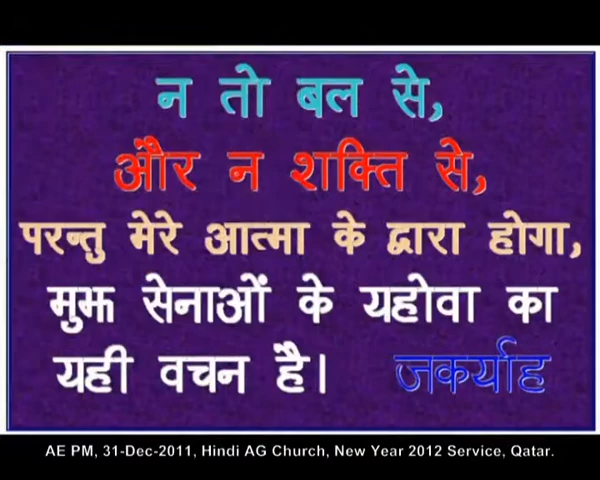 न तो बल से,
और न शक्ति से,
परन्तु मेरे आत्मा के द्वारा होगा,
मुझ सेनाओं के यहोवा का
यही वचन है। जकर्याह
AE PM, 31-Dec-2011, Hindi AG Church, New Year 2012 Service, Qatar.